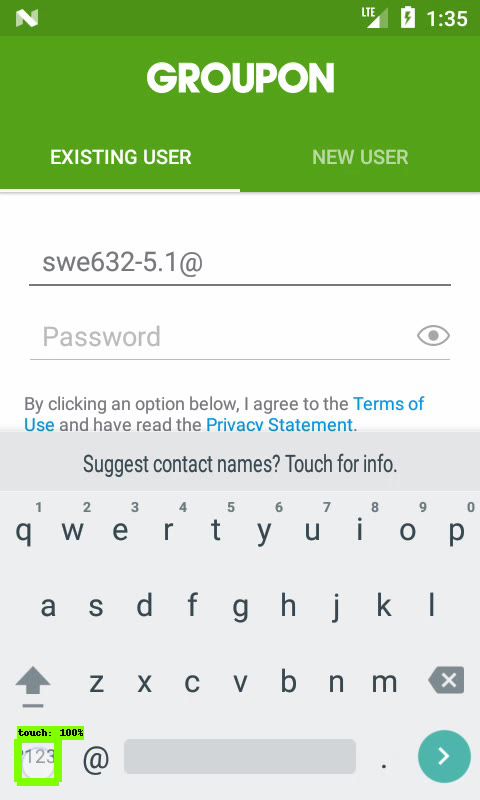 LTE 1:35
GROUPON
EXISTING USER NEW USER
swe632-5.1@
Password
By clicking an option below, I agree to the Terms of
Use and have read the Privacy Statement.
Suggest contact names? Touch for info.
1 2 3 4 5 6 7 8 9 0
q w e r t y u i o p
a s d f g h j k l
z x c v b n m
touch: 100%
?123 @ .